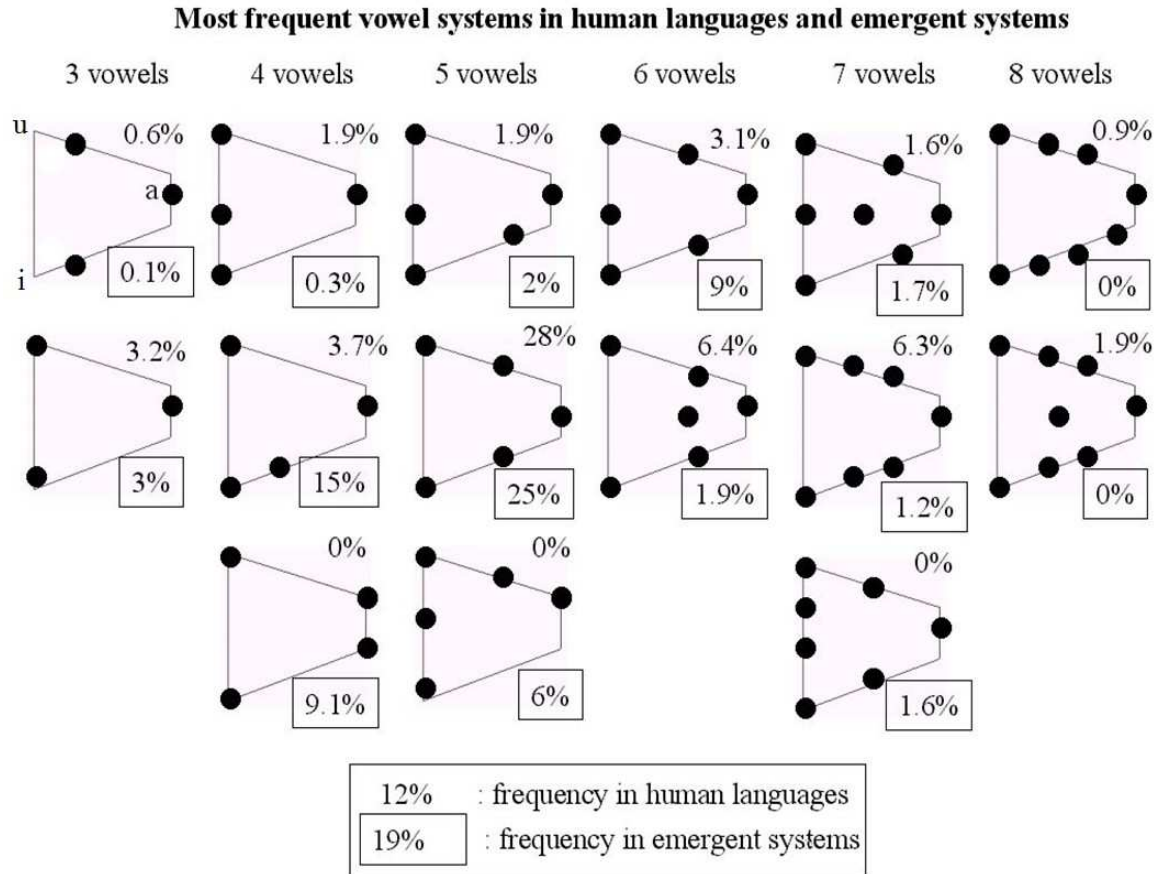 Most frequent vowel systems in human languages and emergent systems
3 vowels 4 vowels 5 vowels 6 vowels 7 vowels 8 vowels
u 0.6% 1.9% 1.9% 3.1% 1.6% 0.9%
a
i 0.1% 0.3% 2% 9% 1.7% 0%
3.2% 3.7% 28% 6.4% 6.3% 1.9%
3% 15% 25% 1.9% 1.2% 0%
0% 0% 0%
9.1% 6% 1.6%
12% : frequency in human languages
19% : frequency in emergent systems